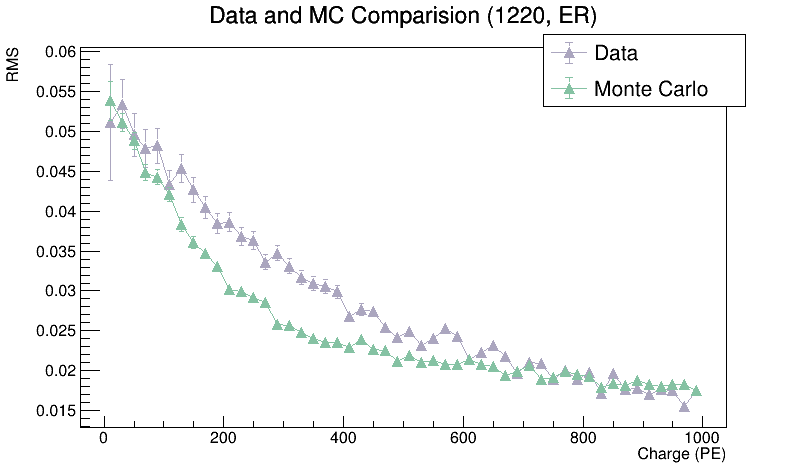 Data and MC Comparision (1220, ER)
RMS
Data
Monte Carlo
0.06
0.055
0.05
0.045
0.04
0.035
0.03
0.025
0.02
0.015
0 200 400 600 800 1000
Charge (PE)